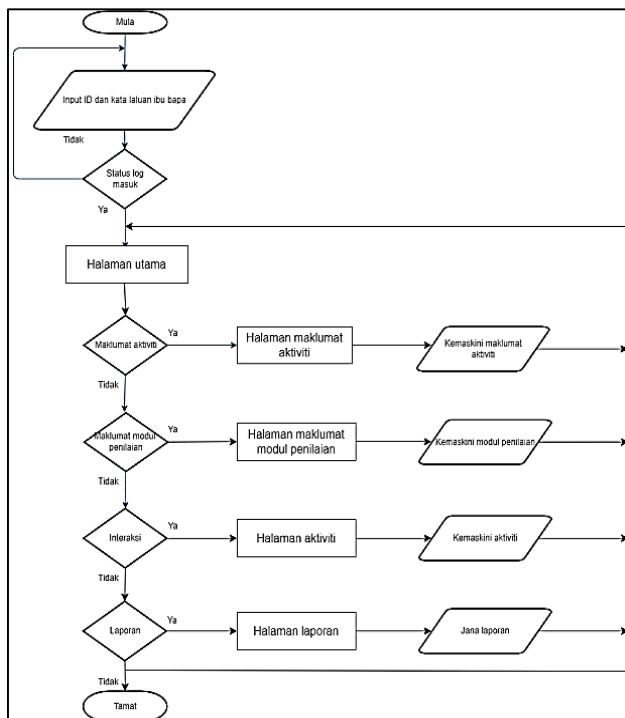 Mula
Input ID dan kata laluan ibu bapa
Tidak
Status log
masuk
Ya
Halaman utama
Maklumat aktiviti
Ya
Halaman maklumat
aktiviti
Kemaskini maklumat
aktiviti
Tidak
Maklumat modul
penilaian
Ya
Halaman maklumat
modul penilaian
Kemaskini modul penilaian
Tidak
Interaksi
Ya
Halaman aktiviti
Kemaskini aktiviti
Tidak
Laporan
Ya
Halaman laporan
Jana laporan
Tidak
Tamat